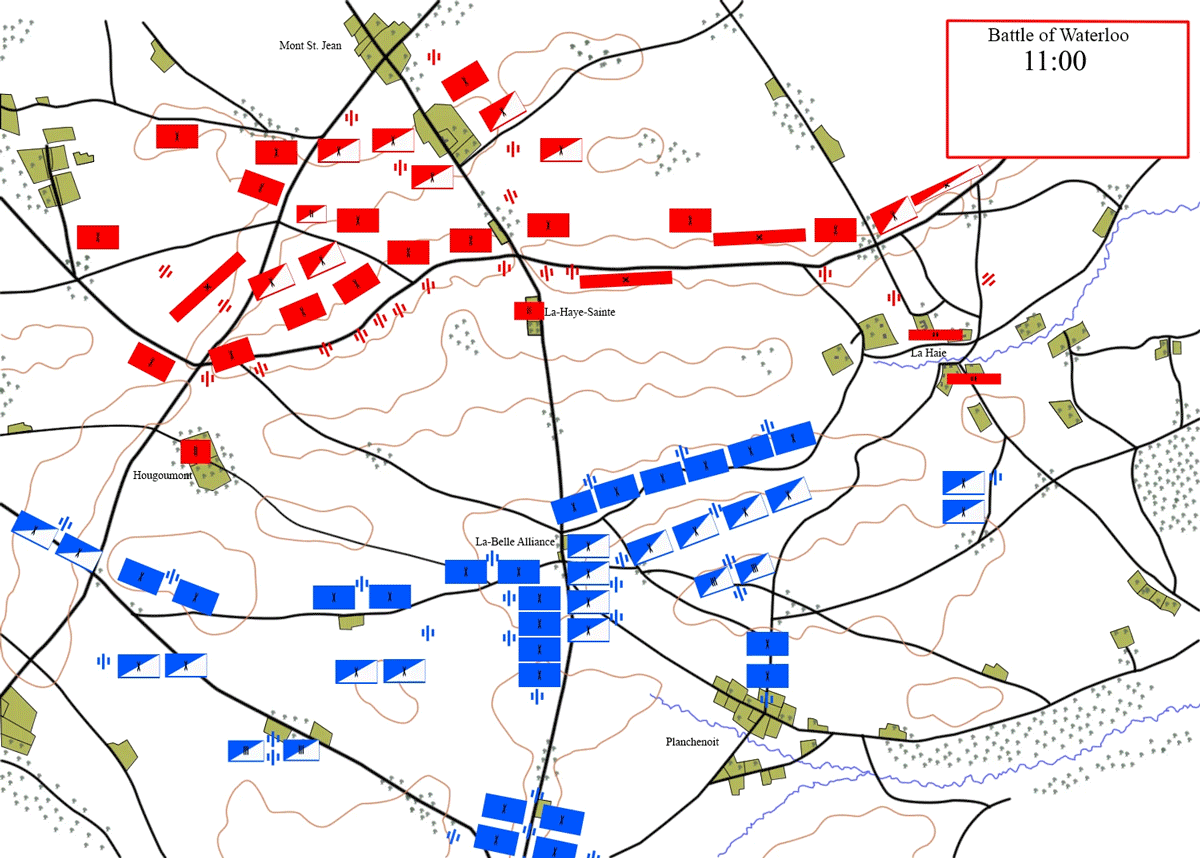 Battle of Waterloo
11:00
Mont St. Jean
La-Haye-Sainte
La Haie
Hougoumont
La-Belle Alliance
Planchenoit